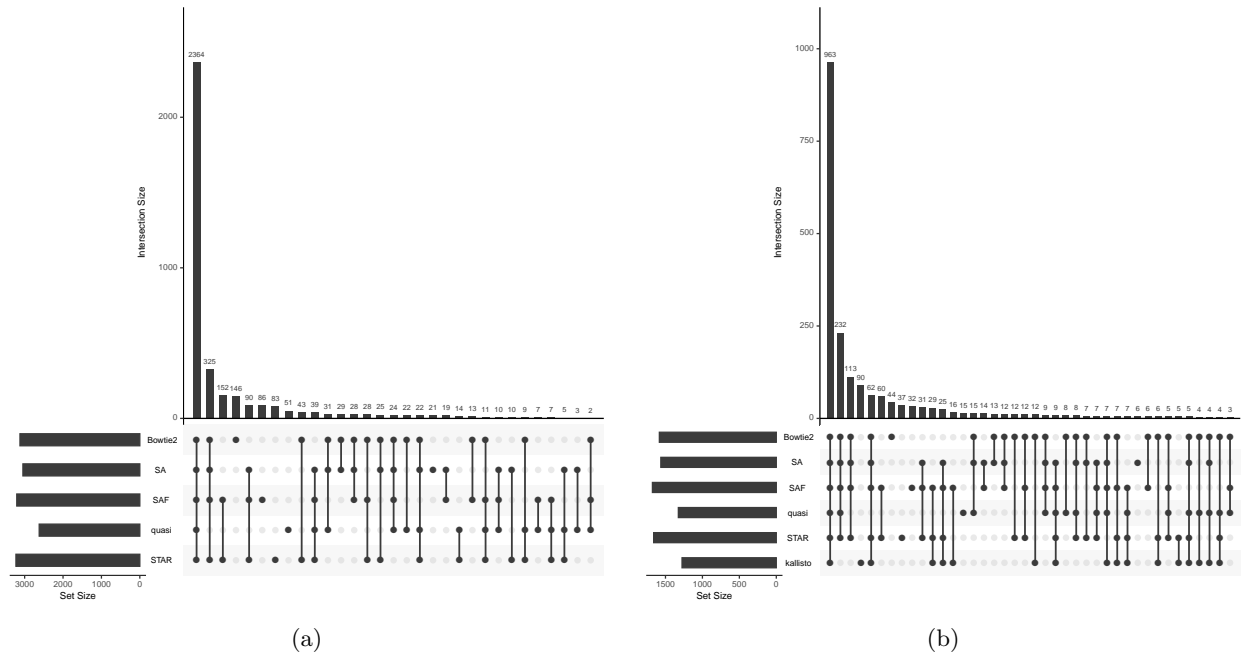 2364
325
152 146
90 86 83
51 43 39 31 29 28 28 25 24 22 22 21 19 14 13 11 10 10 9 7 7 5 3 2
0
1000
2000
Intersection Size
Bowtie2
SA
SAF
quasi
STAR
3000 2000 1000 0
Set Size
(a)
963
232
113
90
62 60
44 37 32 31 29 25 16 15 15 14 13 12 12 12 12 9 9 8 8 7 7 7 7 7 6 6 6 5 5 5 4 4 4 3
0
250
500
750
1000
Intersection Size
Bowtie2
SA
SAF
quasi
STAR
kallisto
1500 1000 500 0
Set Size
(b)